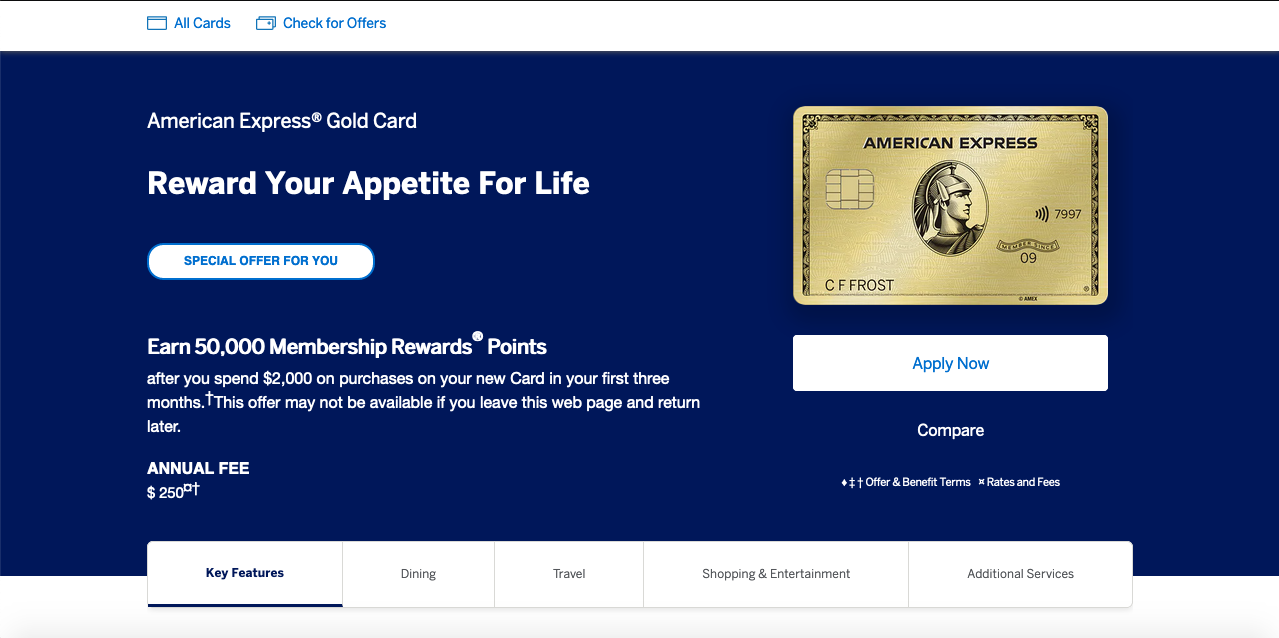 All Cards
Check for Offers
American Express® Gold Card
Reward Your Appetite For Life
SPECIAL OFFER FOR YOU
Earn 50,000 Membership Rewards® Points
after you spend $2,000 on purchases on your new Card in your first three
months.†This offer may not be available if you leave this web page and return
later.
ANNUAL FEE
$ 250¤†
AMERICAN EXPRESS
7997
MEMBER SINCE
09
C F FROST
®
© AMEX
Apply Now
Compare
♦‡† Offer & Benefit Terms ¤ Rates and Fees
Key Features
Dining
Travel
Shopping & Entertainment
Additional Services